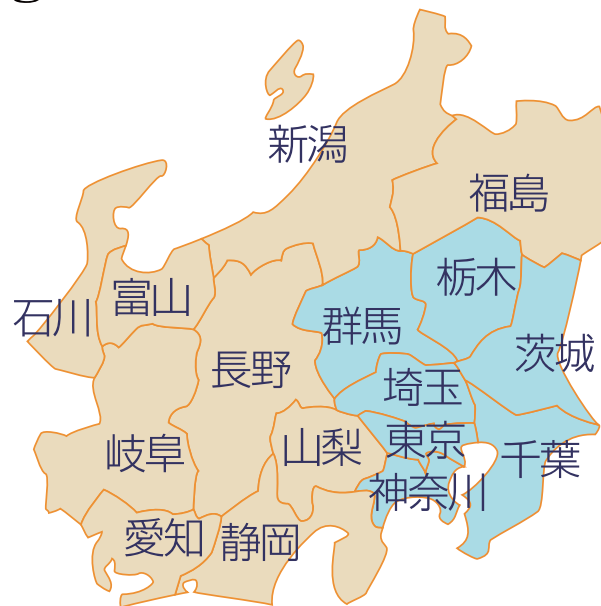 新潟
福島
栃木
富山
石川
群馬
茨城
長野
埼玉
東京
山梨
岐阜
千葉
神奈川
愛知
静岡